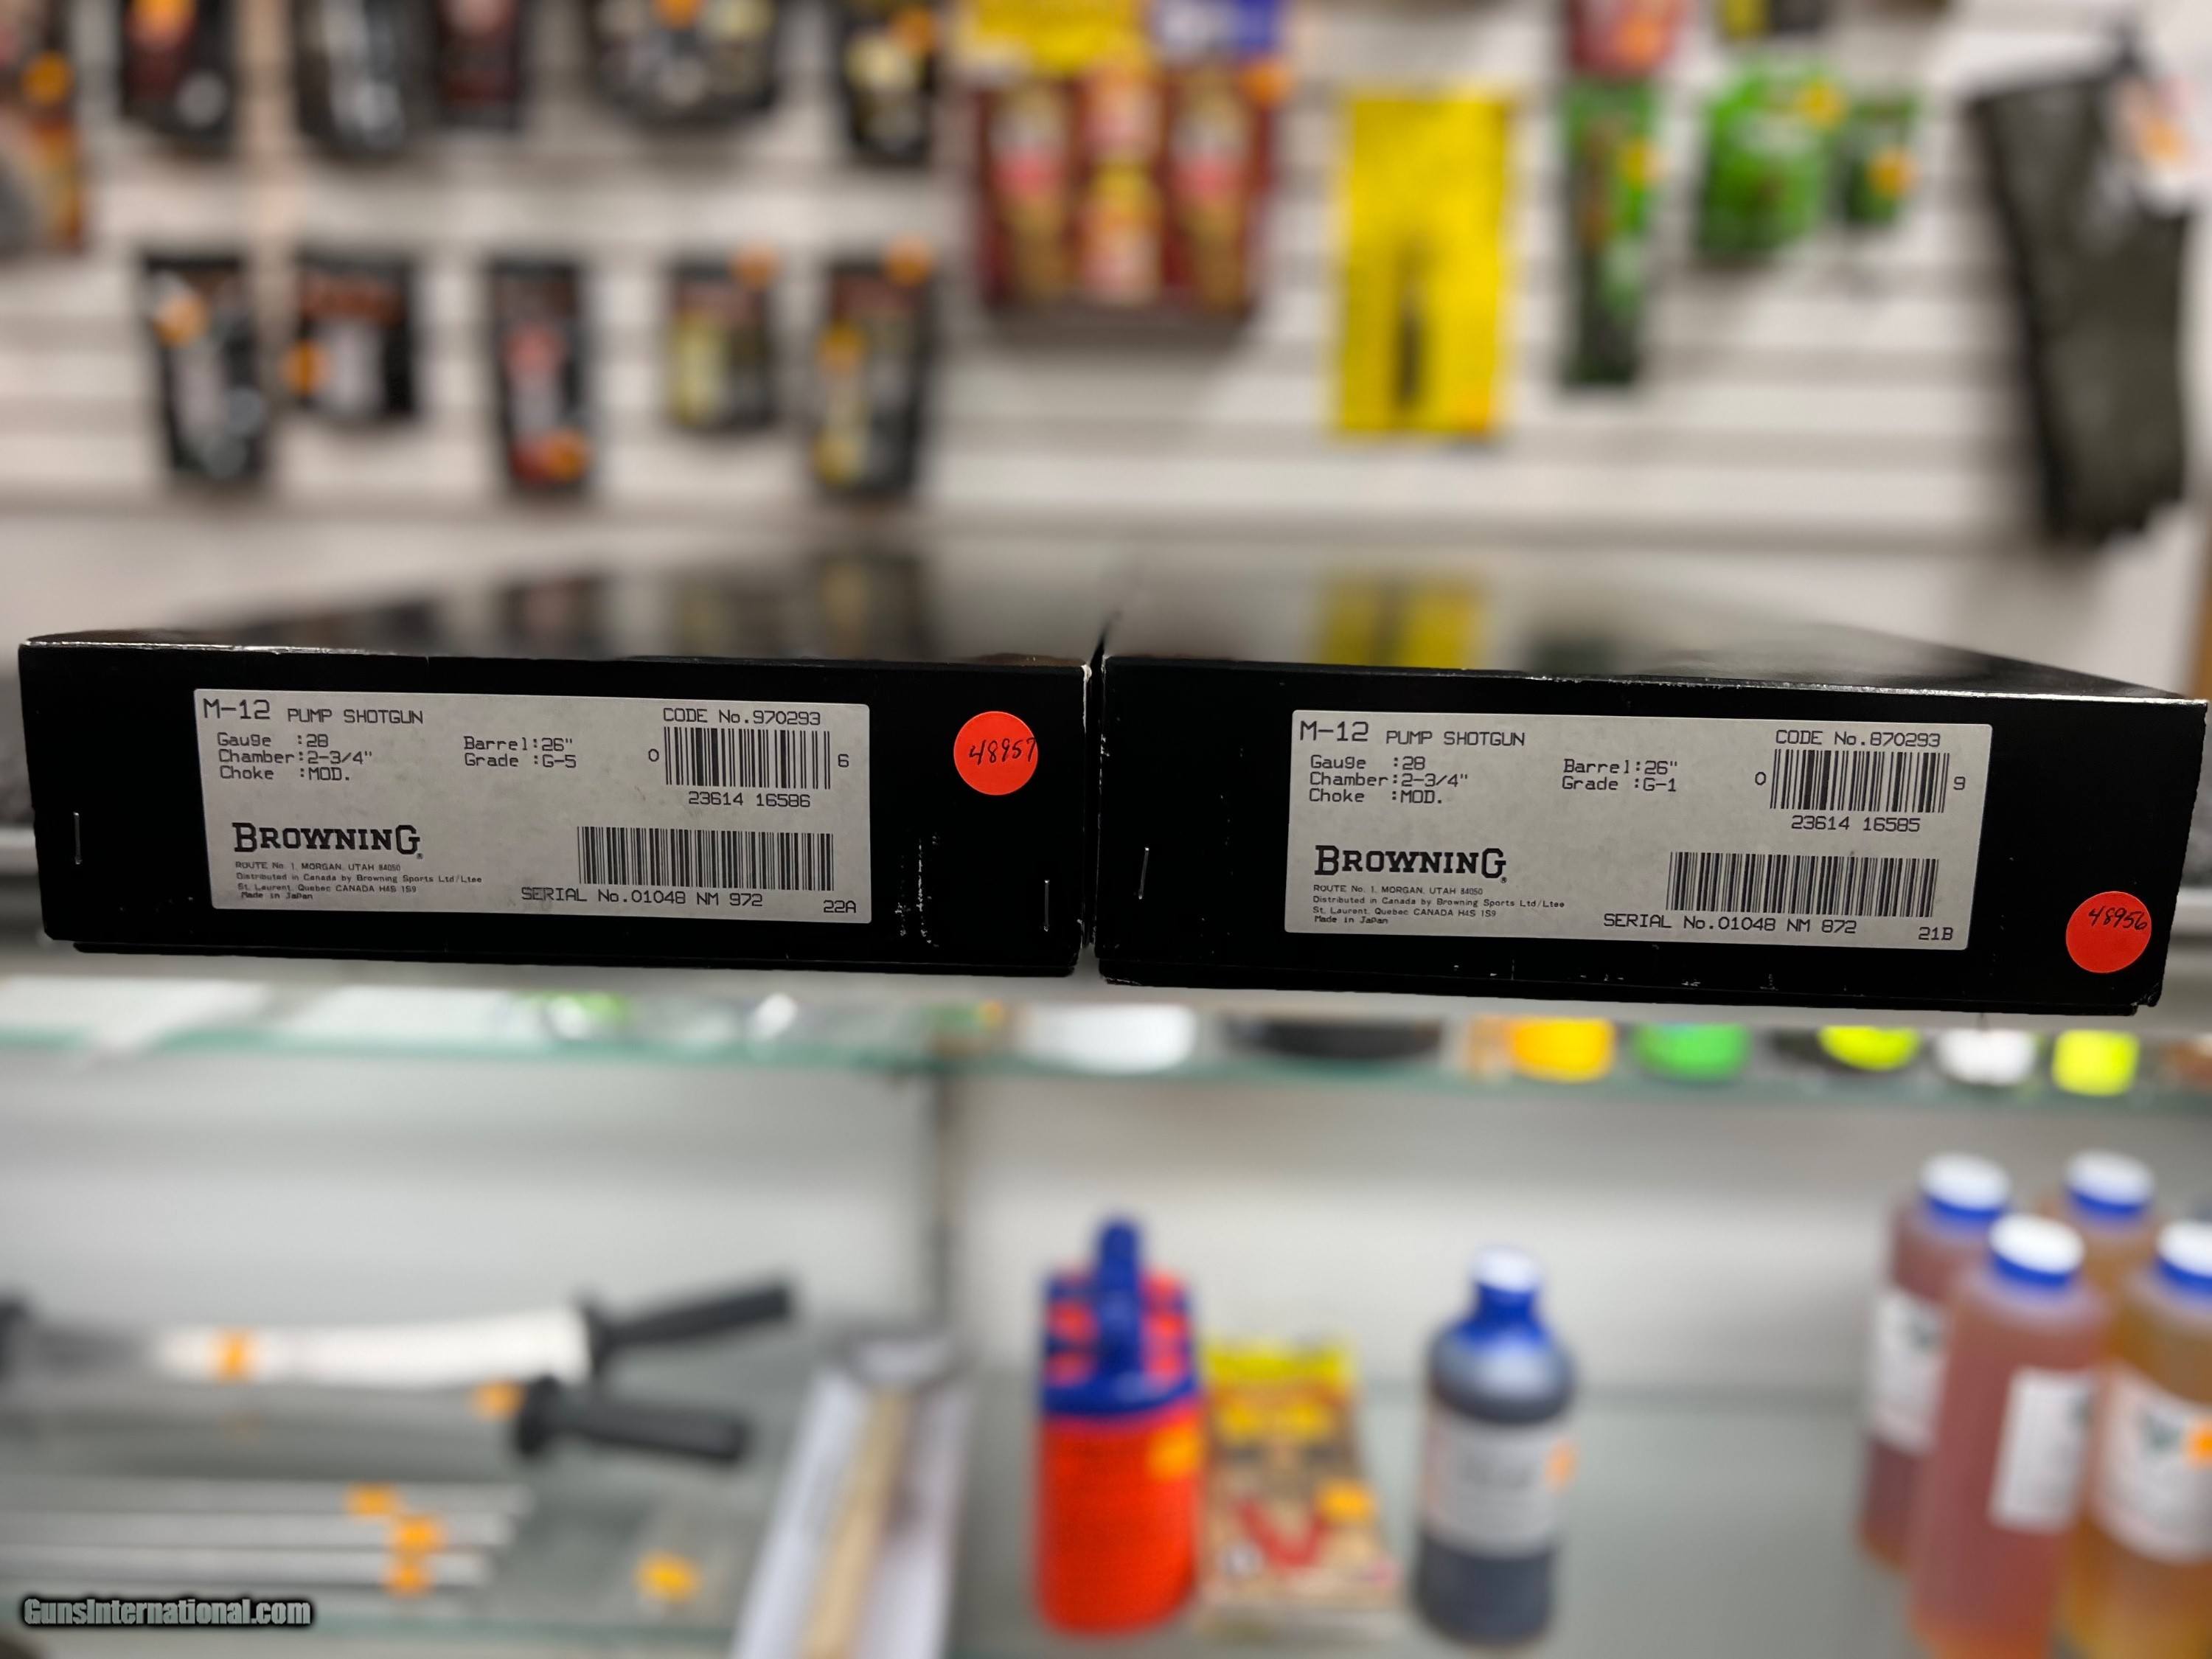 M-12 PUMP SHOTGUN
CODE No.970293
Gauge :28
Chamber:2-3/4"
Choke :MOD.
Barrel:26"
Grade :G-5
0 6
23614 16586
BROWNING®
ROUTE No. 1, MORGAN, UTAH 84050
Distributed in Canada by Browning Sports Ltd/Ltee
St. Laurent, Quebec CANADA H4S 1S9
Made in Japan
SERIAL No.01048 NM 972
22A
48957
M-12 PUMP SHOTGUN
CODE No.870293
Gauge :28
Chamber:2-3/4"
Choke :MOD.
Barrel:26"
Grade :G-1
0 9
23614 16585
BROWNING®
ROUTE No. 1, MORGAN, UTAH 84050
Distributed in Canada by Browning Sports Ltd/Ltee
St. Laurent, Quebec CANADA H4S 1S9
Made in Japan
SERIAL No.01048 NM 872
21B
48956
GunsInternational.com